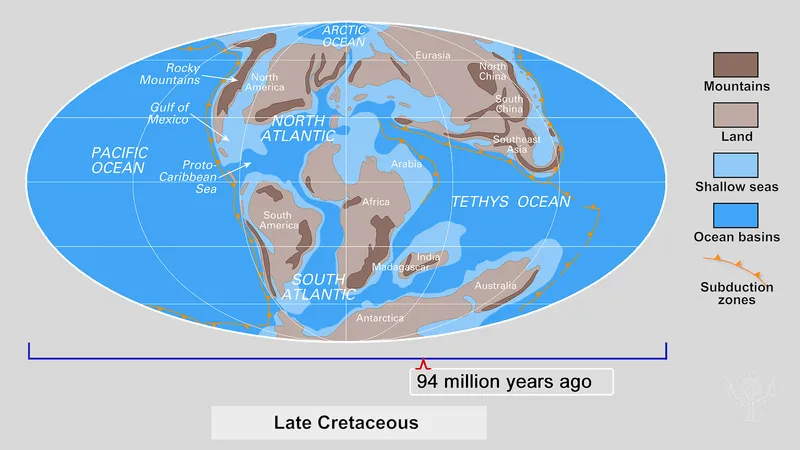 ARCTIC
OCEAN
Eurasia
Rocky
Mountains
North
America
North
China
Gulf of
Mexico
South
China
NORTH
ATLANTIC
Southeast
Asia
PACIFIC
OCEAN
Proto-
Caribbean
Sea
Arabia
TETHYS OCEAN
Africa
South
America
India
Madagascar
SOUTH
ATLANTIC
Australia
Antarctica
Mountains
Land
Shallow seas
Ocean basins
Subduction
zones
94 million years ago
Late Cretaceous